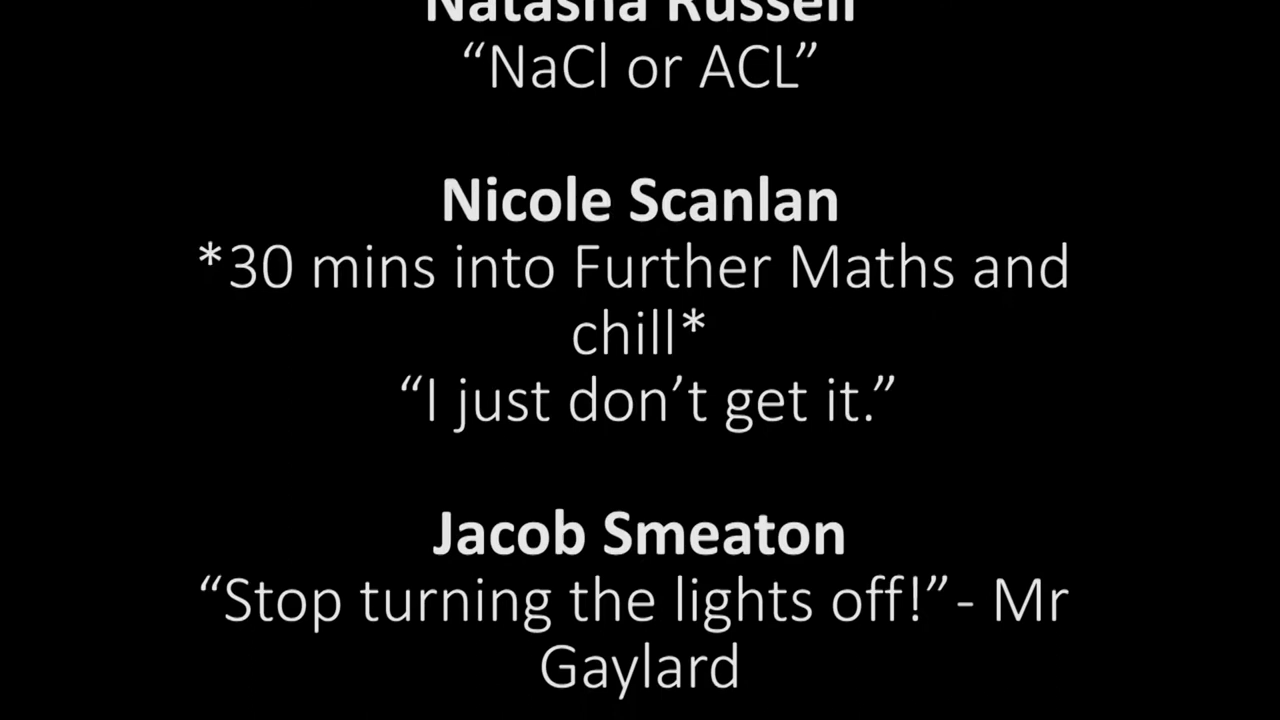 Natasha Russell
“NaCl or ACL”
Nicole Scanlan
*30 mins into Further Maths and
chill*
“I just don’t get it.”
Jacob Smeaton
“Stop turning the lights off!” - Mr
Gaylard